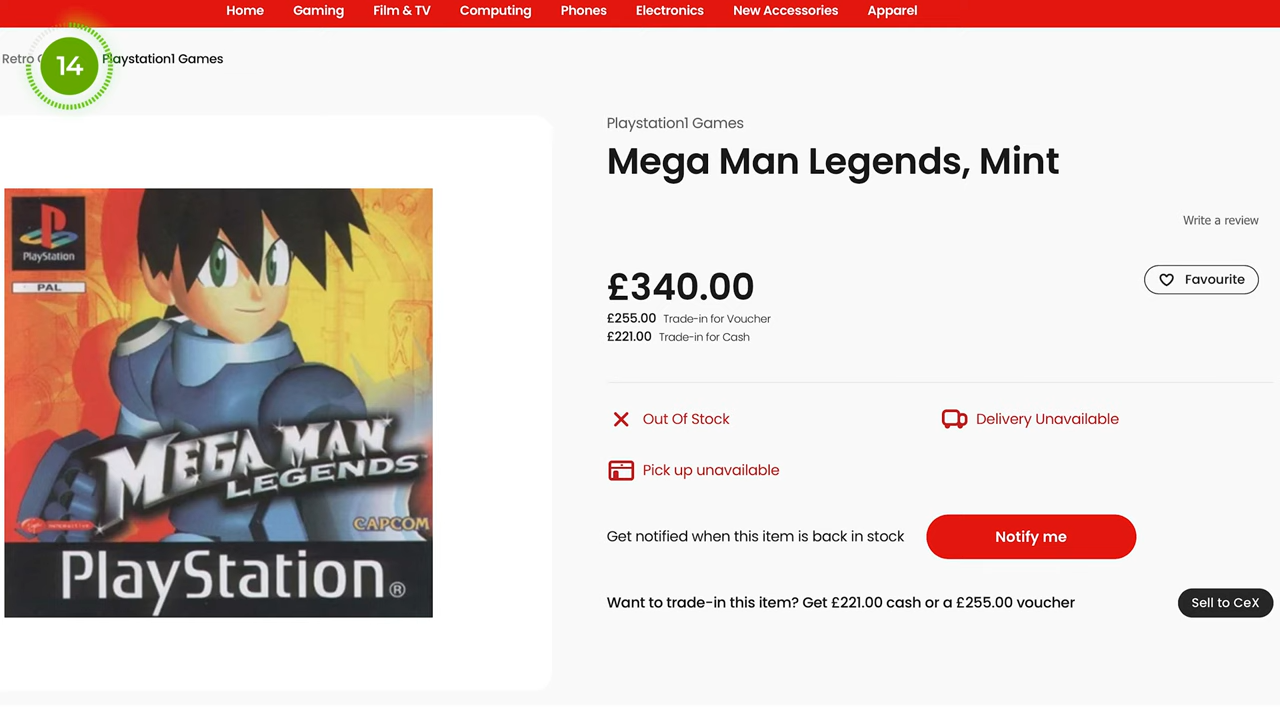 Home Gaming Film & TV Computing Phones Electronics New Accessories Apparel
Retro
14
Playstation1 Games
Playstation1 Games
Mega Man Legends, Mint
Write a review
£340.00
Favourite
£255.00 Trade-in for Voucher
£221.00 Trade-in for Cash
Out Of Stock
Delivery Unavailable
Pick up unavailable
Get notified when this item is back in stock
Notify me
Want to trade-in this item? Get £221.00 cash or a £255.00 voucher
Sell to CeX
PlayStation
PAL
MEGA MAN
LEGENDS
CAPCOM
PlayStation®